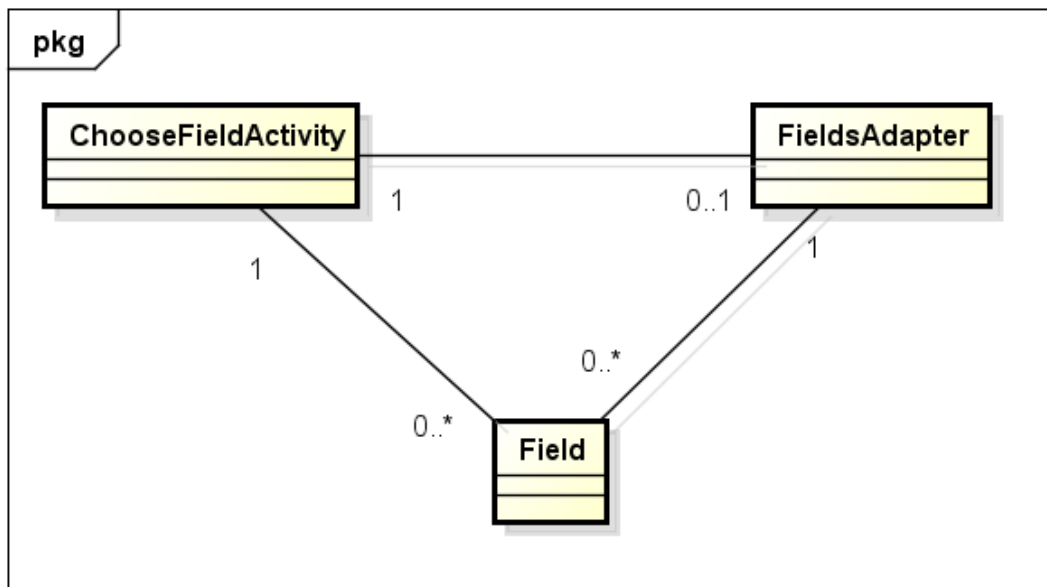 pkg
ChooseFieldActivity
FieldsAdapter
1
0..1
1
1
0..*
0..*
Field